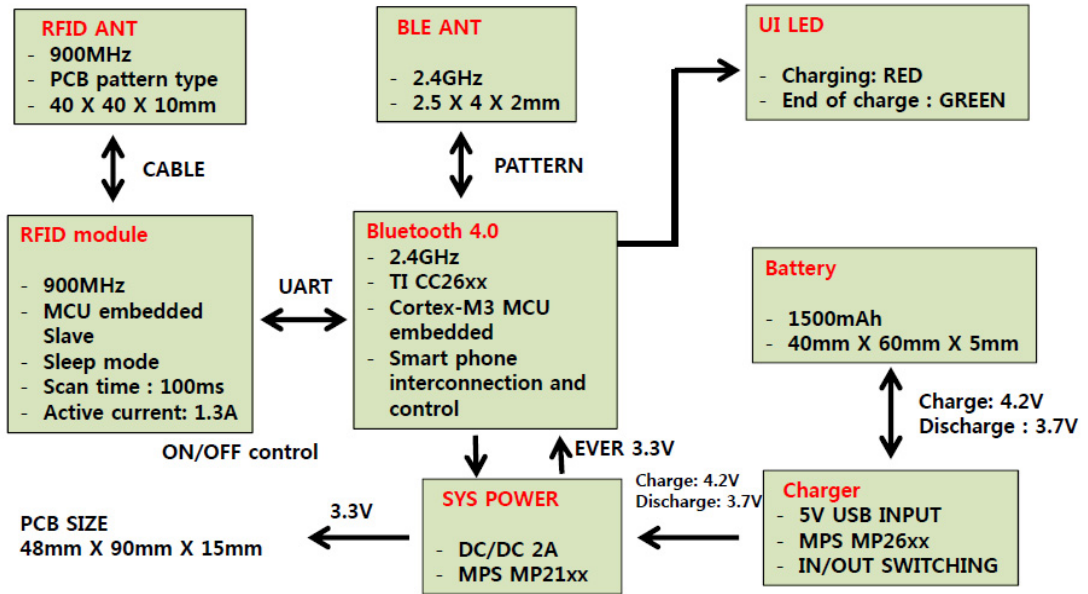 RFID ANT
- 900MHz
- PCB pattern type
- 40 X 40 X 10mm
BLE ANT
- 2.4GHz
- 2.5 X 4 X 2mm
UI LED
- Charging: RED
- End of charge : GREEN
CABLE
PATTERN
RFID module
- 900MHz
- MCU embedded
Slave
- Sleep mode
- Scan time : 100ms
- Active current: 1.3A
UART
Bluetooth 4.0
- 2.4GHz
- TI CC26xx
- Cortex-M3 MCU
embedded
- Smart phone
interconnection and
control
Battery
- 1500mAh
- 40mm X 60mm X 5mm
Charge: 4.2V
Discharge : 3.7V
ON/OFF control
EVER 3.3V
SYS POWER
- DC/DC 2A
- MPS MP21xx
Charge: 4.2V
Discharge: 3.7V
Charger
- 5V USB INPUT
- MPS MP26xx
- IN/OUT SWITCHING
3.3V
PCB SIZE
48mm X 90mm X 15mm